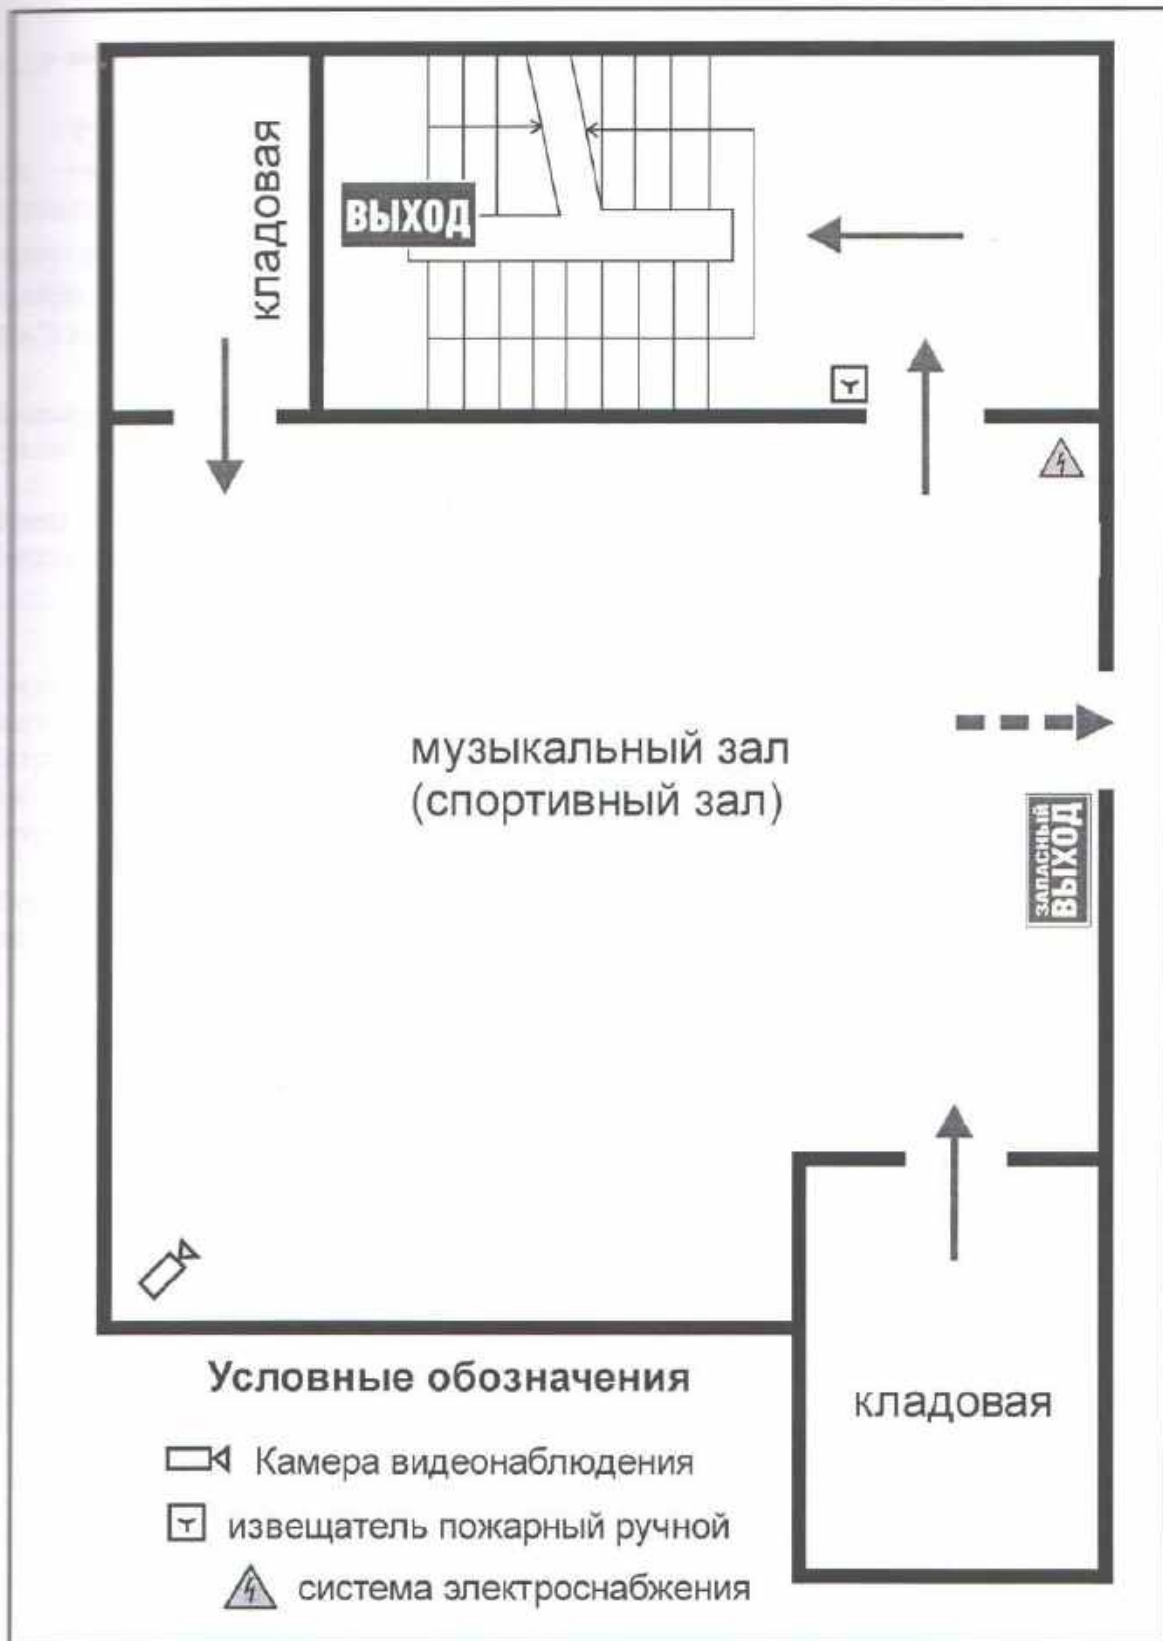 кладовая
ВЫХОД
музыкальный зал
(спортивный зал)
ЗАПАСНЫЙ
ВЫХОД
кладовая
Условные обозначения
Камера видеонаблюдения
извещатель пожарный ручной
система электроснабжения